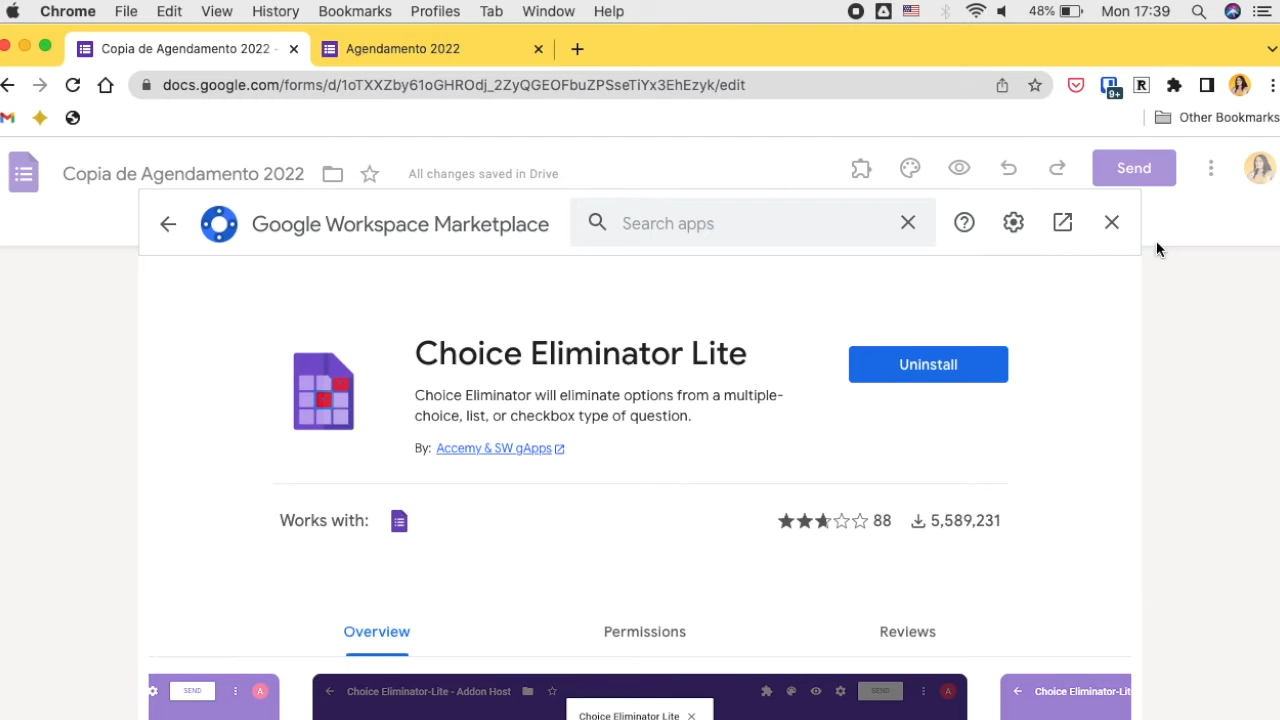 Chrome File Edit View History Bookmarks Profiles Tab Window Help 48% Mon 17:39
Copia de Agendamento 2022 - Agendamento 2022
docs.google.com/forms/d/1oTXXZby61oGHROdj_2ZyQGEOFbuZPSseTiYx3EhEzyk/edit R 9+
Other Bookmarks
Copia de Agendamento 2022 All changes saved in Drive Send
Google Workspace Marketplace Search apps
Choice Eliminator Lite
Uninstall
Choice Eliminator will eliminate options from a multiple-
choice, list, or checkbox type of question.
By: Accemy & SW gApps
Works with: 88 5,589,231
Overview Permissions Reviews
SEND A Choice Eliminator-Lite - Addon Host SEND A Choice Eliminator-Lit
Choice Eliminator Lite